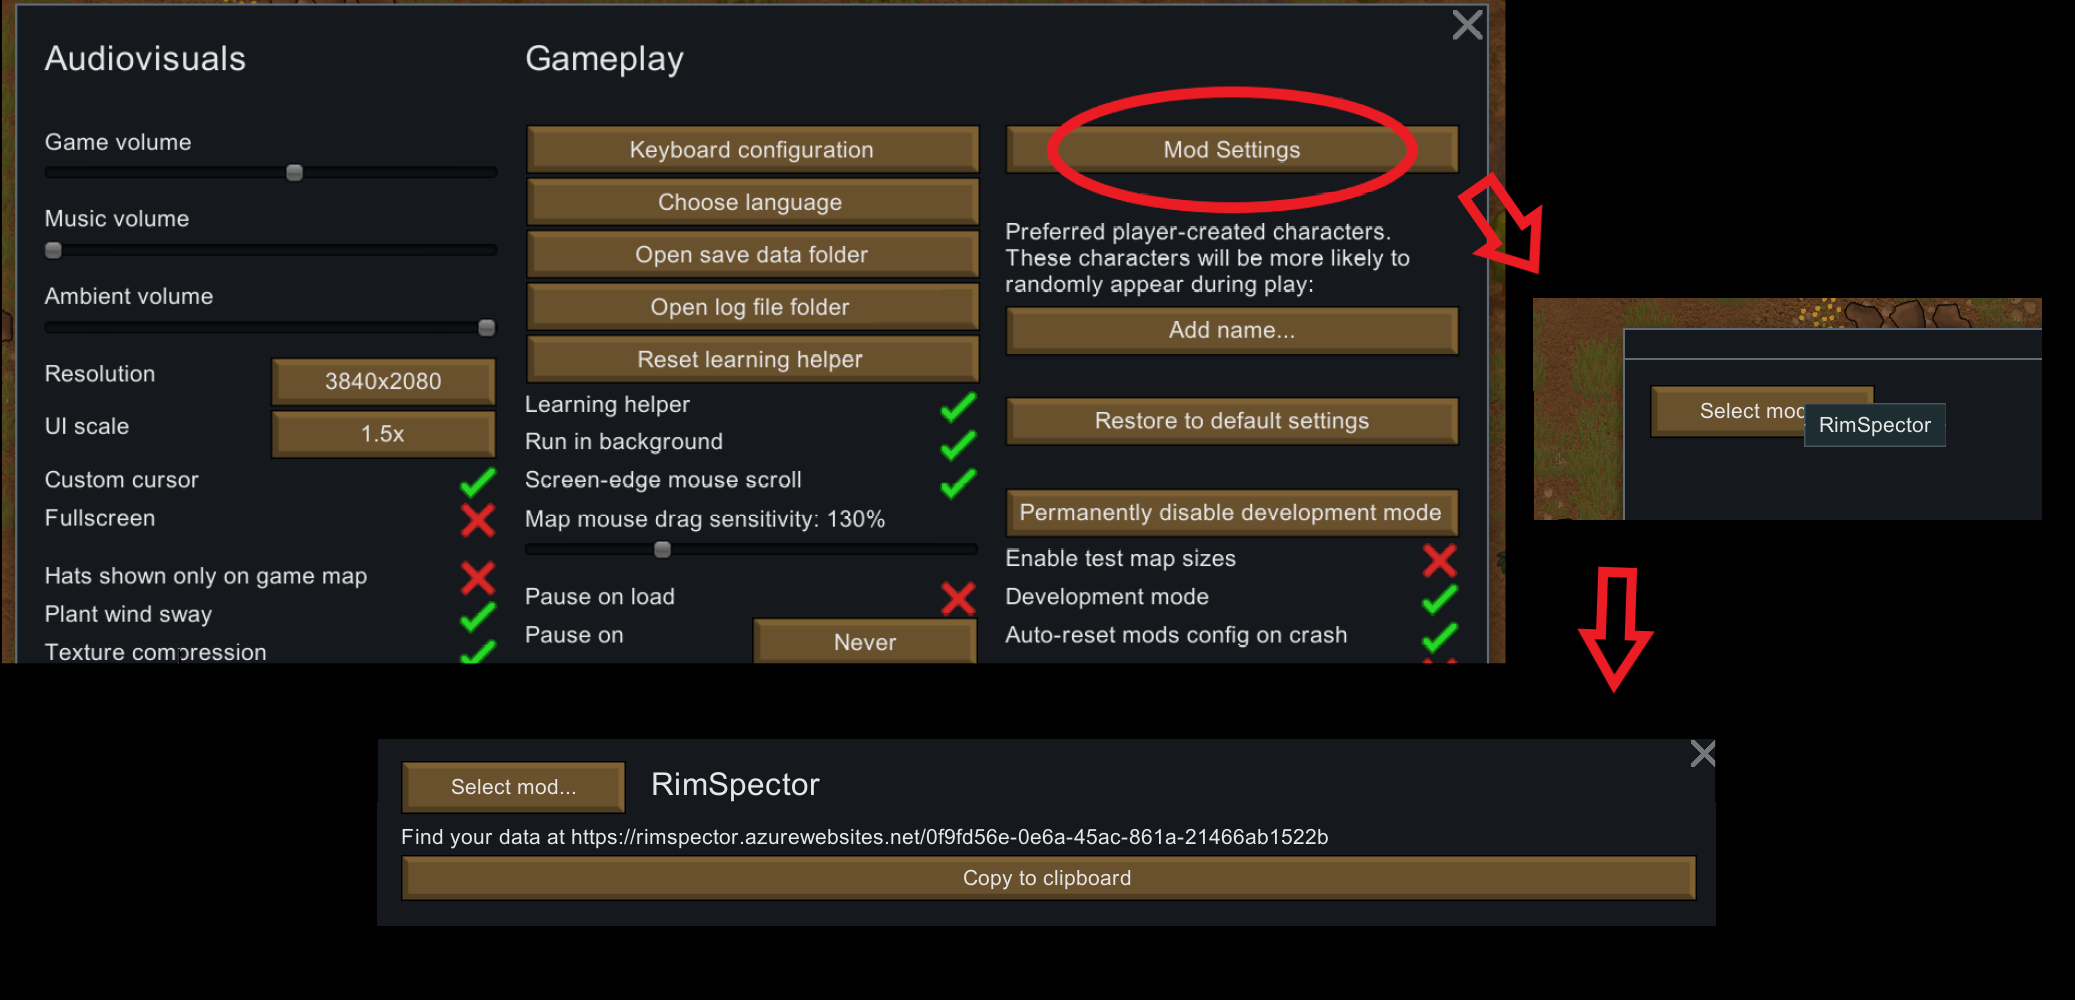 Audiovisuals
Game volume
Music volume
Ambient volume
Resolution
3840x2080
UI scale
1.5x
Custom cursor
Fullscreen
Hats shown only on game map
Plant wind sway
Texture compression
Gameplay
Keyboard configuration
Choose language
Open save data folder
Open log file folder
Reset learning helper
Learning helper
Run in background
Screen-edge mouse scroll
Map mouse drag sensitivity: 130%
Pause on load
Pause on
Never
Mod Settings
Preferred player-created characters.
These characters will be more likely to
randomly appear during play:
Add name...
Restore to default settings
Permanently disable development mode
Enable test map sizes
Development mode
Auto-reset mods config on crash
Select mod
RimSpector
Select mod...
RimSpector
Find your data at https://rimspector.azurewebsites.net/0f9fd56e-0e6a-45ac-861a-21466ab1522b
Copy to clipboard